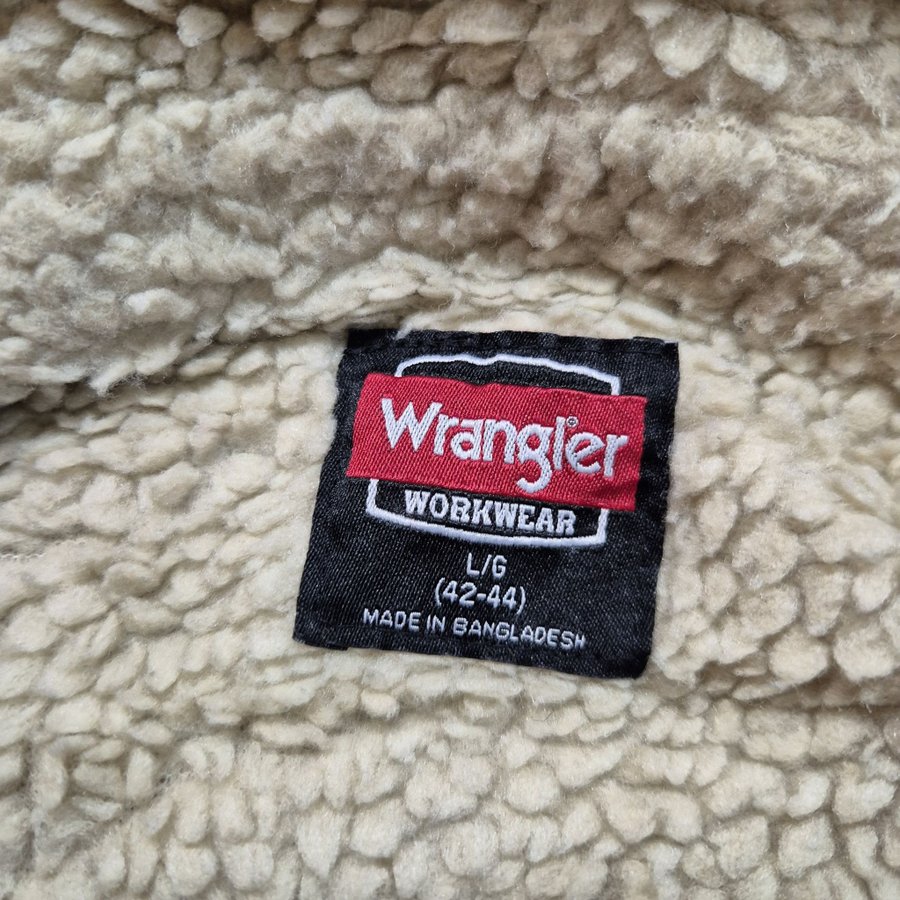 Wrangler®
WORKWEAR
L/G
(42-44)
MADE IN BANGLADESH